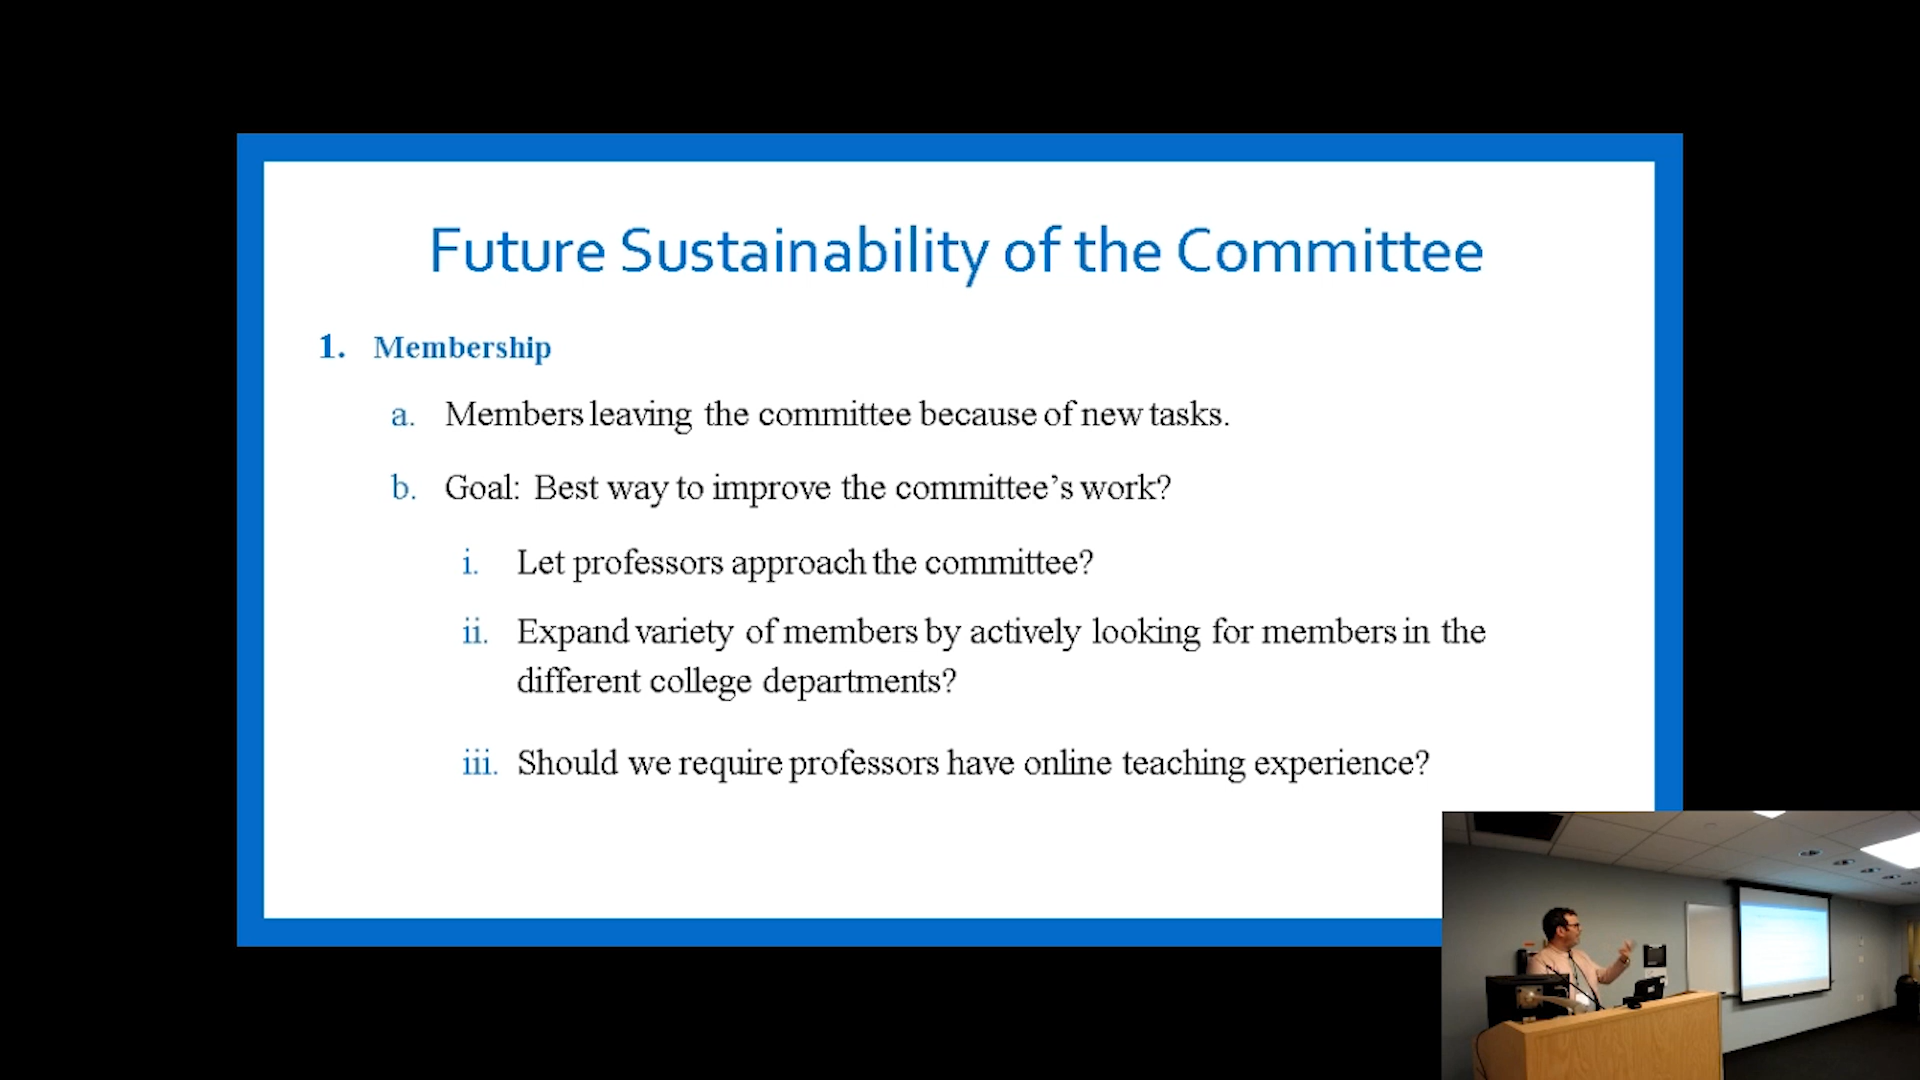 Future Sustainability of the Committee
1. Membership
a. Members leaving the committee because of new tasks.
b. Goal: Best way to improve the committee’s work?
i. Let professors approach the committee?
ii. Expand variety of members by actively looking for members in the
different college departments?
iii. Should we require professors have online teaching experience?